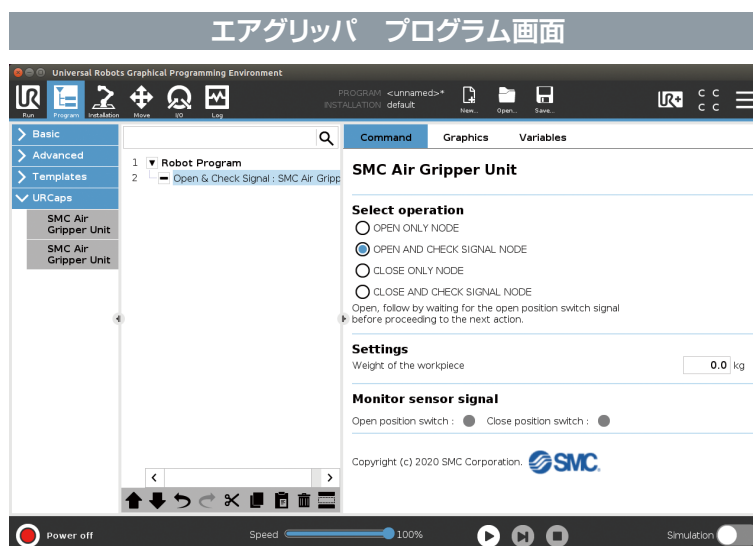 エアグリッパ プログラム画面
Universal Robots Graphical Programming Environment
Run
Program
Installation
Move
I/O
Log
PROGRAM <unnamed>*
INSTALLATION default
New...
Open...
Save...
UR+
C C
C C
Basic
Advanced
Templates
URCaps
SMC Air
Gripper Unit
SMC Air
Gripper Unit
1 Robot Program
2 Open & Check Signal : SMC Air Gripp
Command Graphics Variables
SMC Air Gripper Unit
Select operation
OPEN ONLY NODE
OPEN AND CHECK SIGNAL NODE
CLOSE ONLY NODE
CLOSE AND CHECK SIGNAL NODE
Open, follow by waiting for the open position switch signal
before proceeding to the next action.
Settings
Weight of the workpiece 0.0 kg
Monitor sensor signal
Open position switch : Close position switch :
Copyright (c) 2020 SMC Corporation. SMC.
Power off Speed 100% Simulation